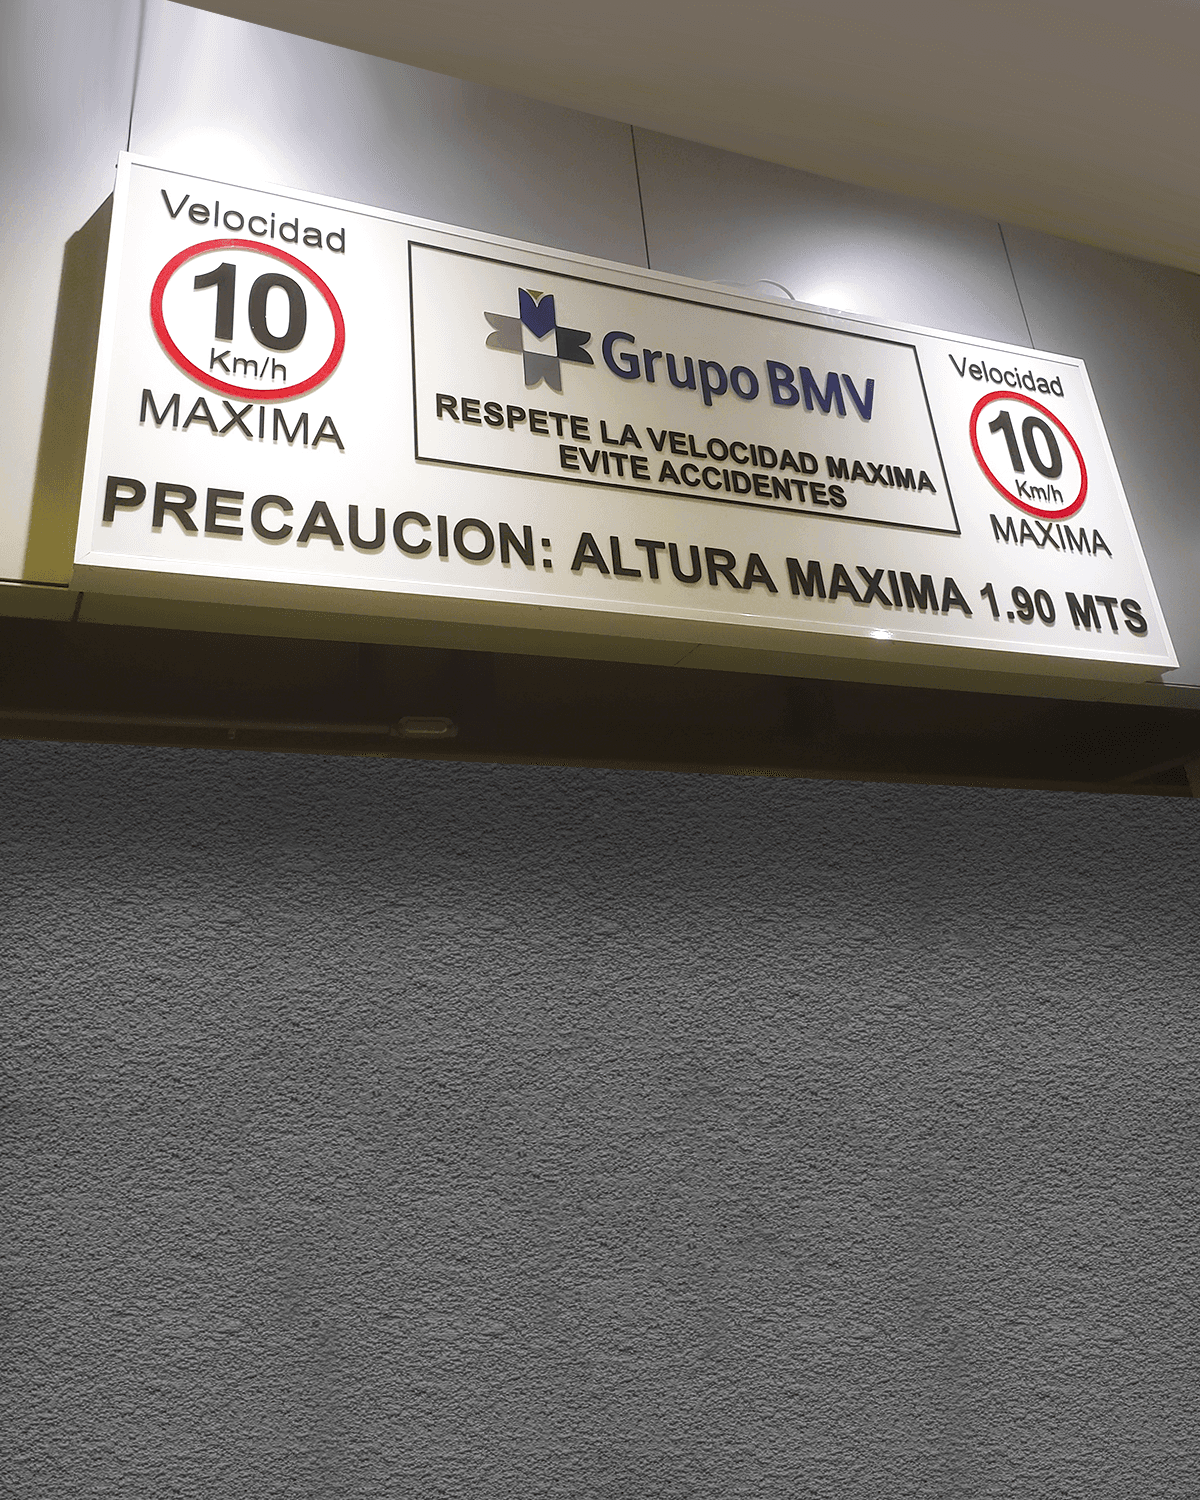 Velocidad
10
Km/h
MAXIMA
Grupo BMV
RESPETE LA VELOCIDAD MAXIMA
EVITE ACCIDENTES
Velocidad
10
Km/h
MAXIMA
PRECAUCION: ALTURA MAXIMA 1.90 MTS